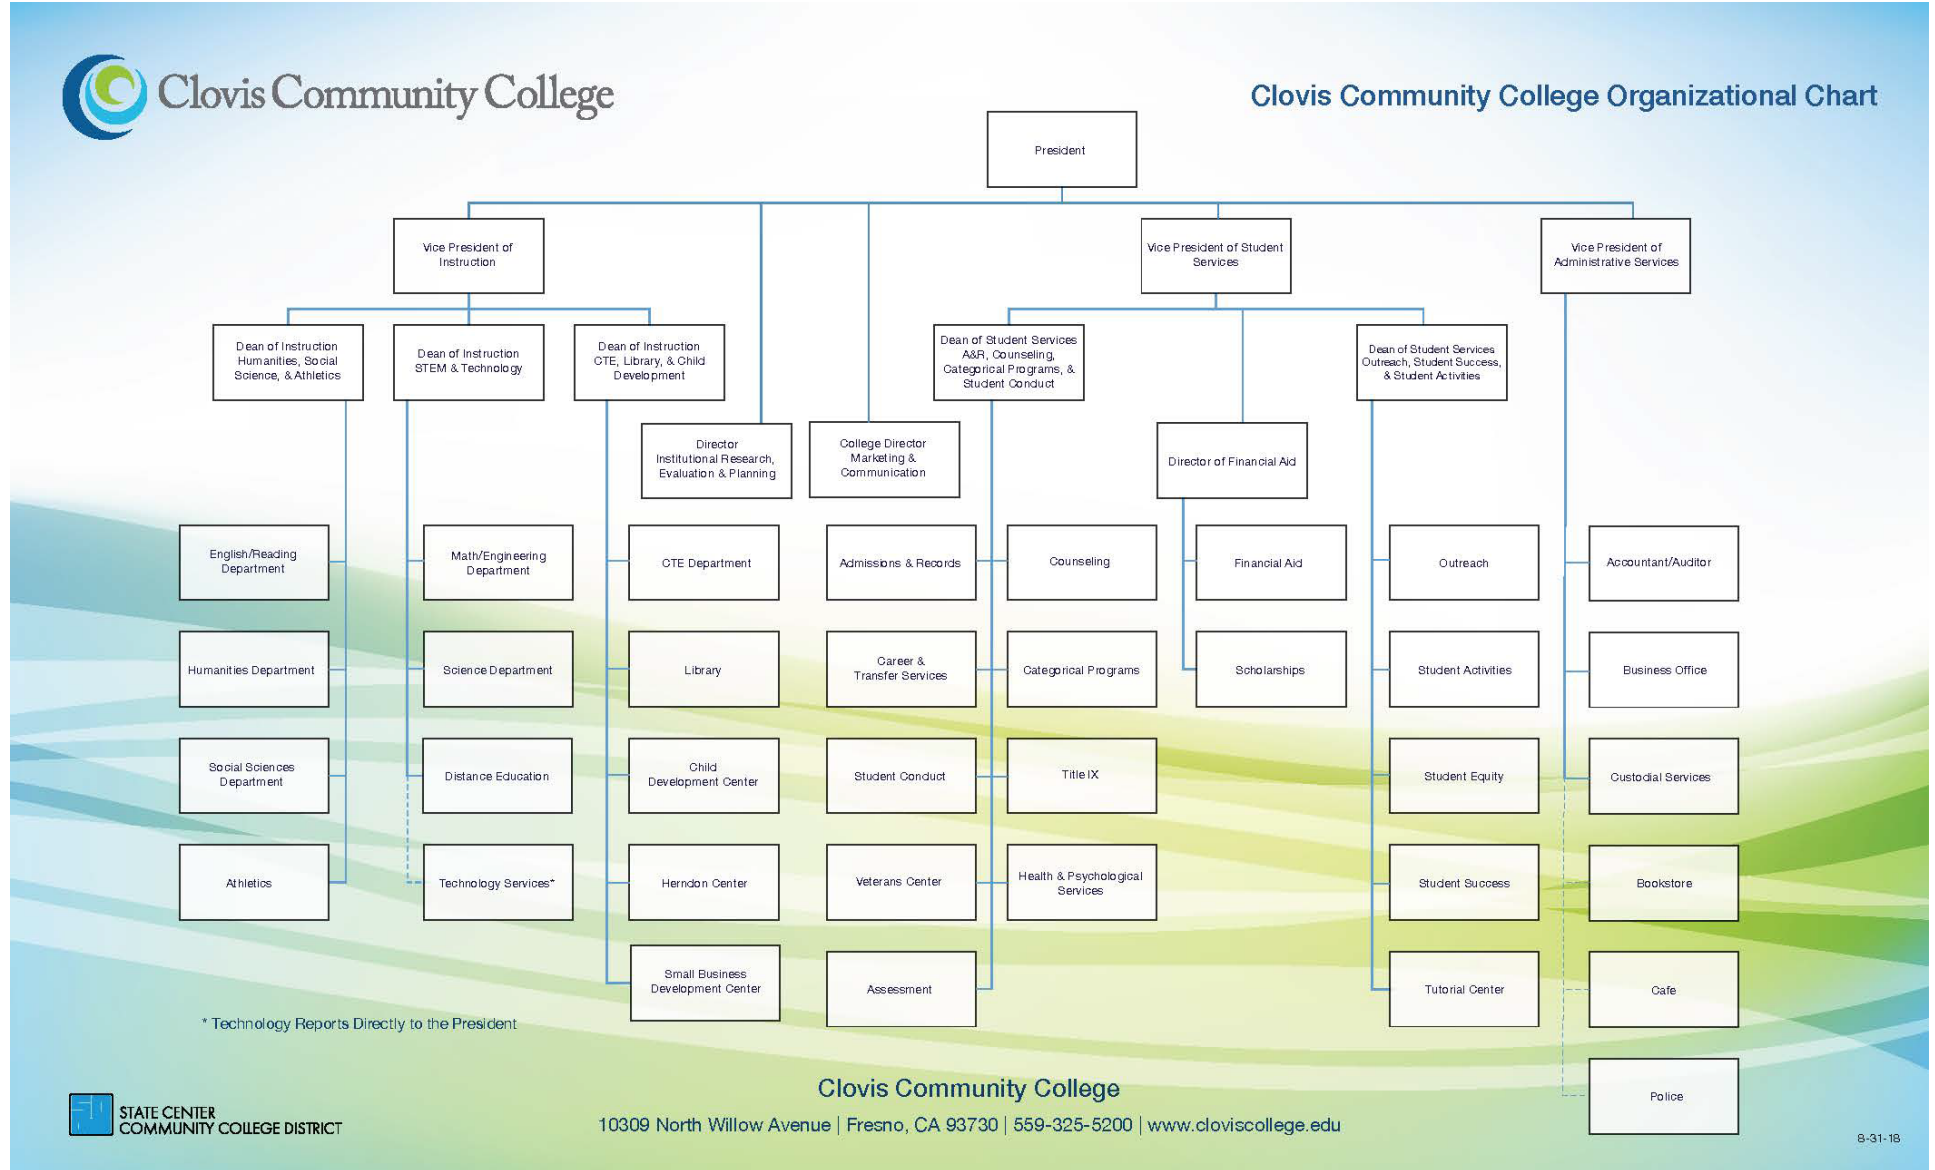 Clovis Community College
Clovis Community College Organizational Chart
President
Vice President of
Instruction
Vice President of Student
Services
Vice President of
Administrative Services
Dean of Instruction
Humanities, Social
Science, & Athletics
Dean of Instruction
STEM & Technology
Dean of Instruction
CTE, Library, & Child
Development
Dean of Student Services
A&R, Counseling,
Categorical Programs, &
Student Conduct
Dean of Student Services
Outreach, Student Success,
& Student Activities
Director
Institutional Research,
Evaluation & Planning
College Director
Marketing &
Communication
Director of Financial Aid
English/Reading
Department
Math/Engineering
Department
CTE Department
Admissions & Records
Counseling
Financial Aid
Outreach
Accountant/Auditor
Humanities Department
Science Department
Library
Career &
Transfer Services
Categorical Programs
Scholarships
Student Activities
Business Office
Social Sciences
Department
Distance Education
Child
Development Center
Student Conduct
Title IX
Student Equity
Custodial Services
Athletics
Technology Services*
Herndon Center
Veterans Center
Health & Psychological
Services
Student Success
Bookstore
Small Business
Development Center
Assessment
Tutorial Center
Cafe
* Technology Reports Directly to the President
Police
Clovis Community College
10309 North Willow Avenue | Fresno, CA 93730 | 559-325-5200 | www.cloviscollege.edu
STATE CENTER
COMMUNITY COLLEGE DISTRICT
8-31-18